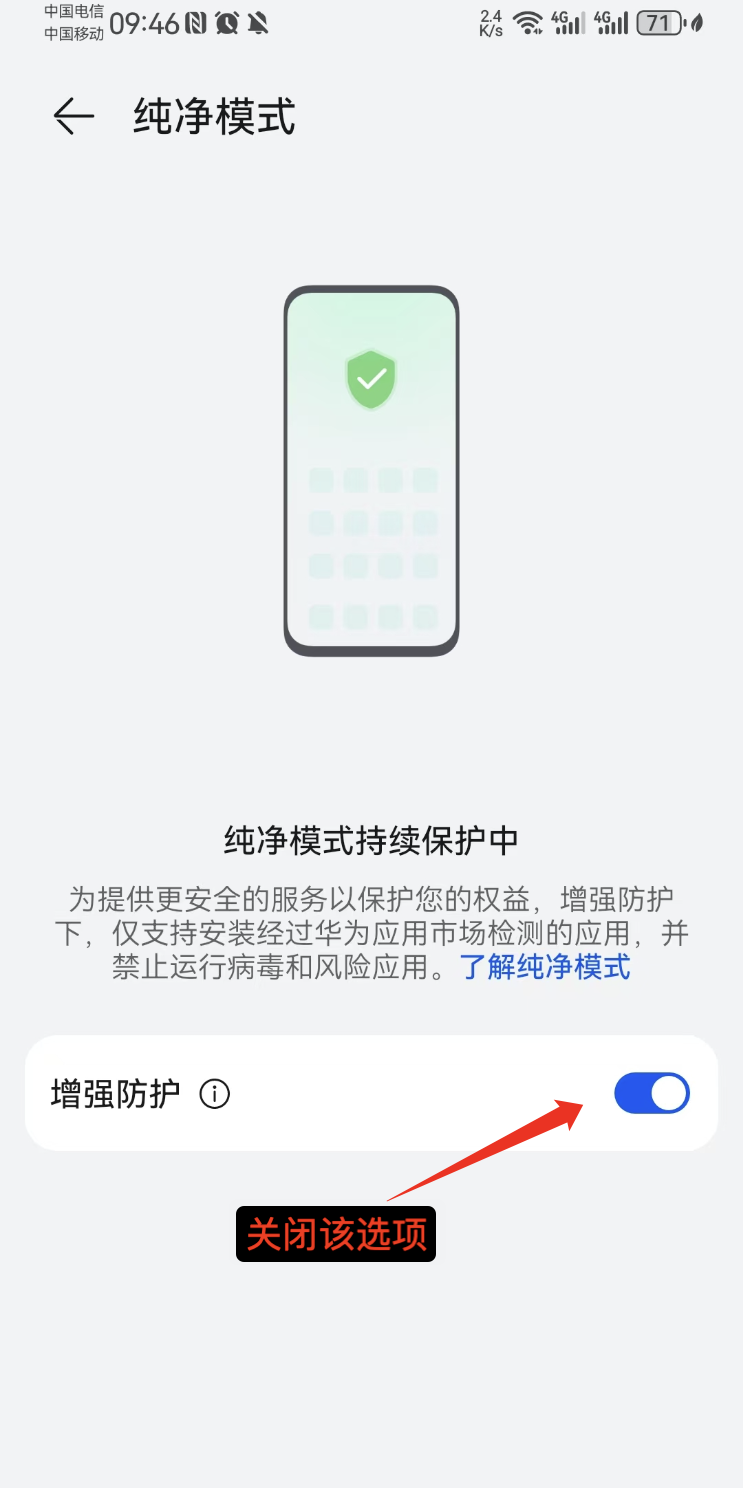 中国电信
中国移动
09:46
2.4
K/s
4G
4G
71
纯净模式
纯净模式持续保护中
为提供更安全的服务以保护您的权益，增强防护
下，仅支持安装经过华为应用市场检测的应用，并
禁止运行病毒和风险应用。了解纯净模式
增强防护
关闭该选项